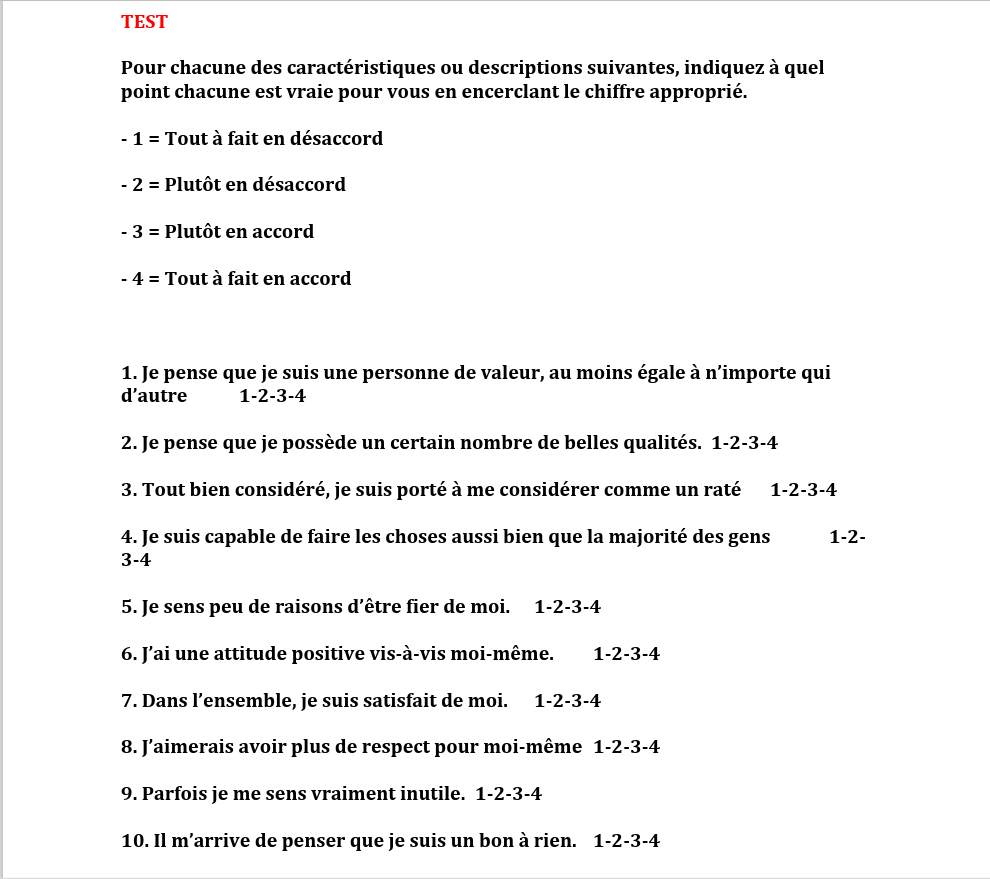 TEST
Pour chacune des caractéristiques ou descriptions suivantes, indiquez à quel
point chacune est vraie pour vous en encerclant le chiffre approprié.
- 1 = Tout à fait en désaccord
- 2 = Plutôt en désaccord
- 3 = Plutôt en accord
- 4 = Tout à fait en accord
1. Je pense que je suis une personne de valeur, au moins égale à n’importe qui
d’autre 1-2-3-4
2. Je pense que je possède un certain nombre de belles qualités. 1-2-3-4
3. Tout bien considéré, je suis porté à me considérer comme un raté 1-2-3-4
4. Je suis capable de faire les choses aussi bien que la majorité des gens 1-2-
3-4
5. Je sens peu de raisons d’être fier de moi. 1-2-3-4
6. J’ai une attitude positive vis-à-vis moi-même. 1-2-3-4
7. Dans l’ensemble, je suis satisfait de moi. 1-2-3-4
8. J’aimerais avoir plus de respect pour moi-même 1-2-3-4
9. Parfois je me sens vraiment inutile. 1-2-3-4
10. Il m’arrive de penser que je suis un bon à rien. 1-2-3-4